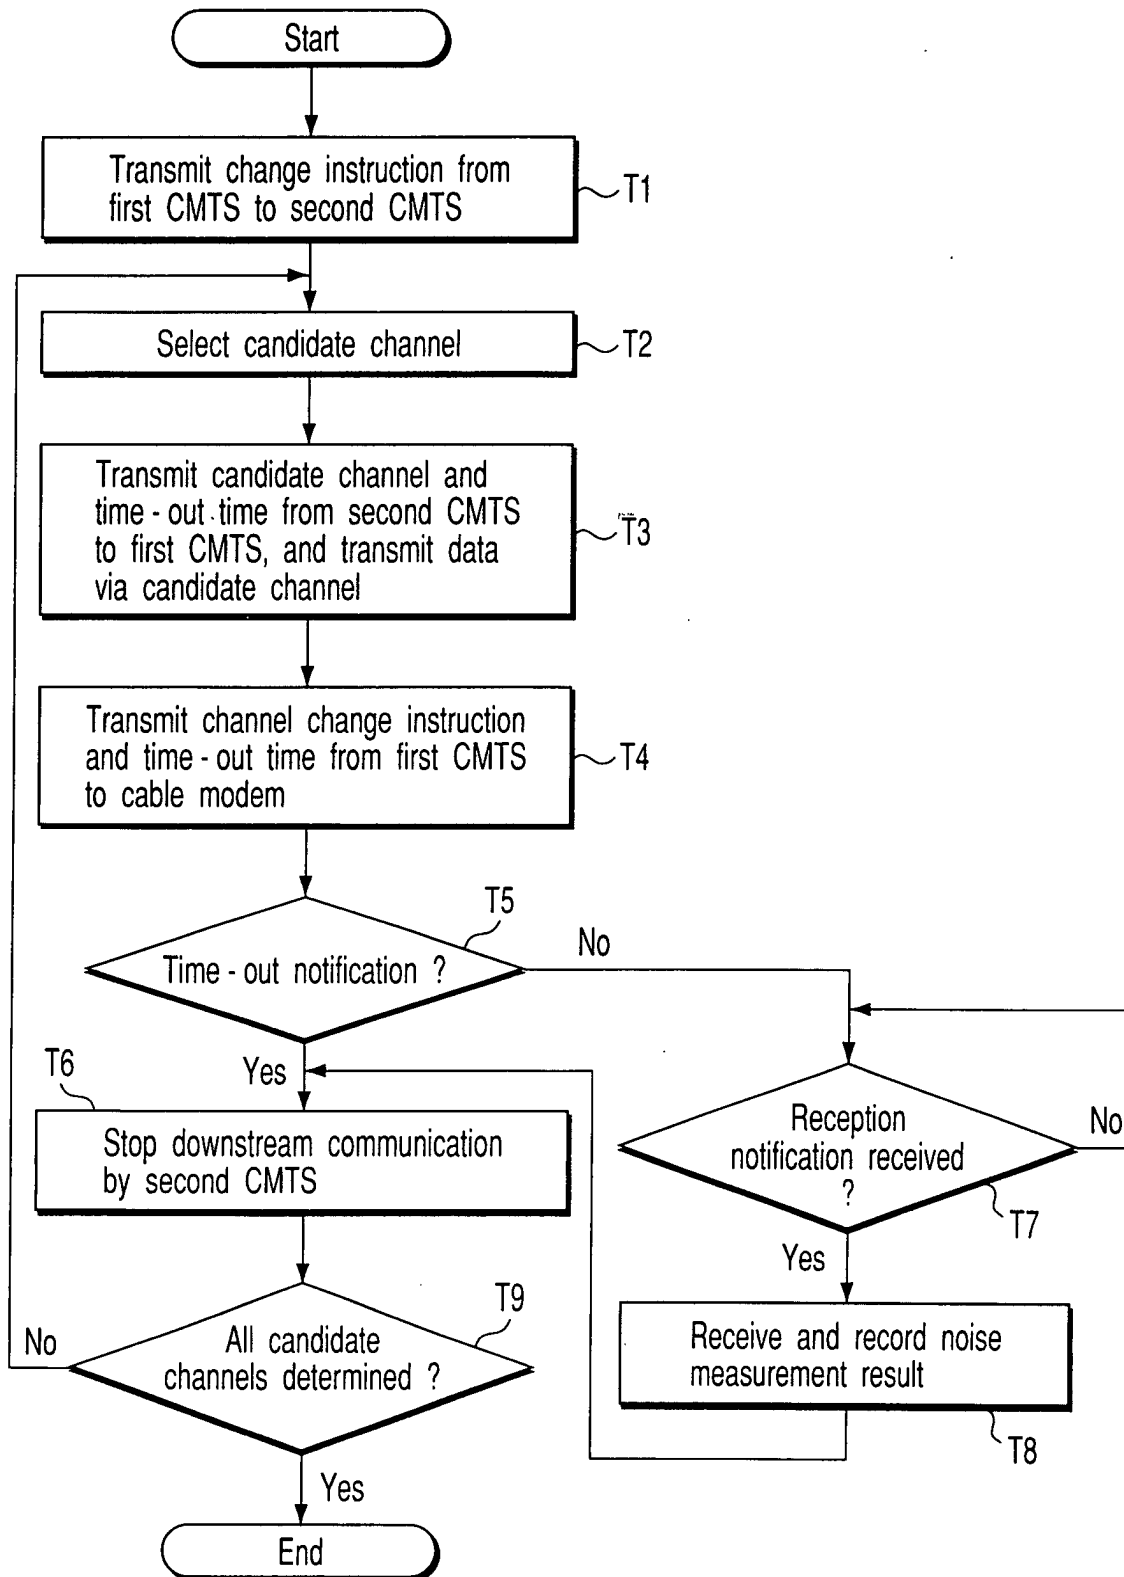 Start
Transmit change instruction from
first CMTS to second CMTS
T1
Select candidate channel
T2
Transmit candidate channel and
time-out time from second CMTS
to first CMTS, and transmit data
via candidate channel
T3
Transmit channel change instruction
and time-out time from first CMTS
to cable modem
T4
T5
Time-out notification ?
No
Yes
T6
Stop downstream communication
by second CMTS
Reception
notification received
?
No
T7
Yes
T9
All candidate
channels determined ?
No
Receive and record noise
measurement result
T8
Yes
End